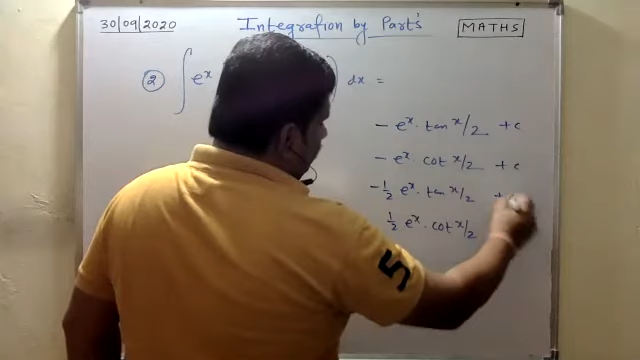 30/09/2020 Integration by Part's MATHS
② ∫ eˣ ) dx =
- eˣ · tan x/2 + c
- eˣ · cot x/2 + c
- 1/2 eˣ · tan x/2 +
1/2 eˣ · cot x/2
5